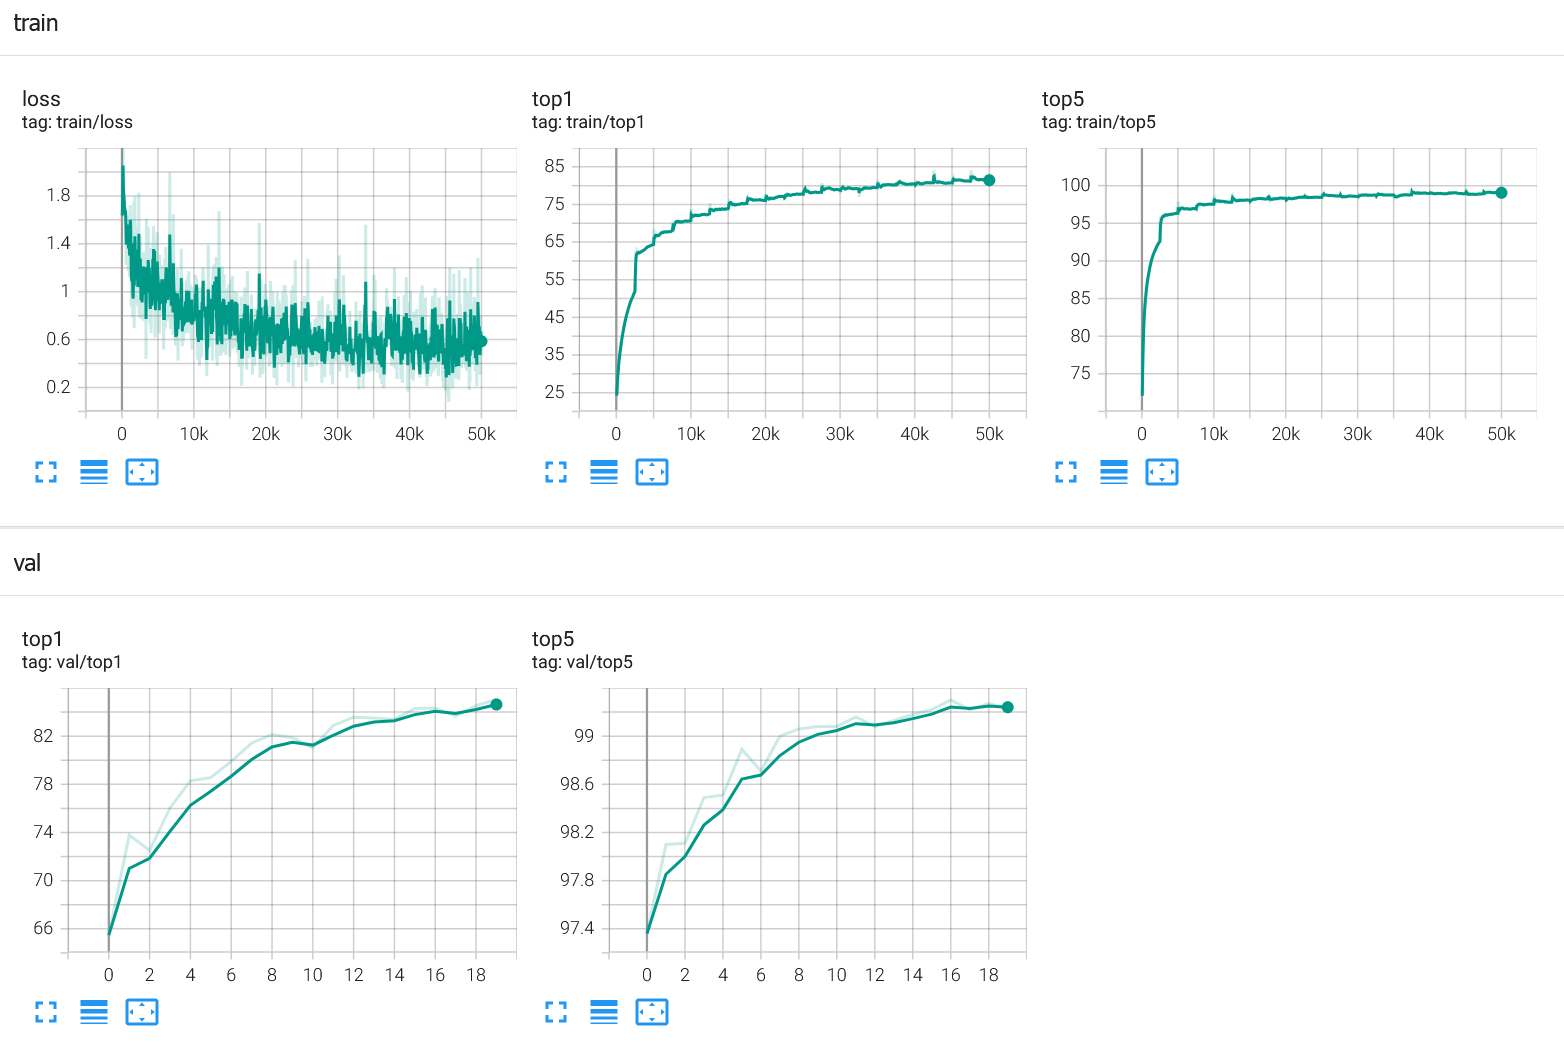 train
loss
tag: train/loss
1.8
1.4
1
0.6
0.2
0 10k 20k 30k 40k 50k
top1
tag: train/top1
85
75
65
55
45
35
25
0 10k 20k 30k 40k 50k
top5
tag: train/top5
100
95
90
85
80
75
0 10k 20k 30k 40k 50k
val
top1
tag: val/top1
82
78
74
70
66
0 2 4 6 8 10 12 14 16 18
top5
tag: val/top5
99
98.6
98.2
97.8
97.4
0 2 4 6 8 10 12 14 16 18